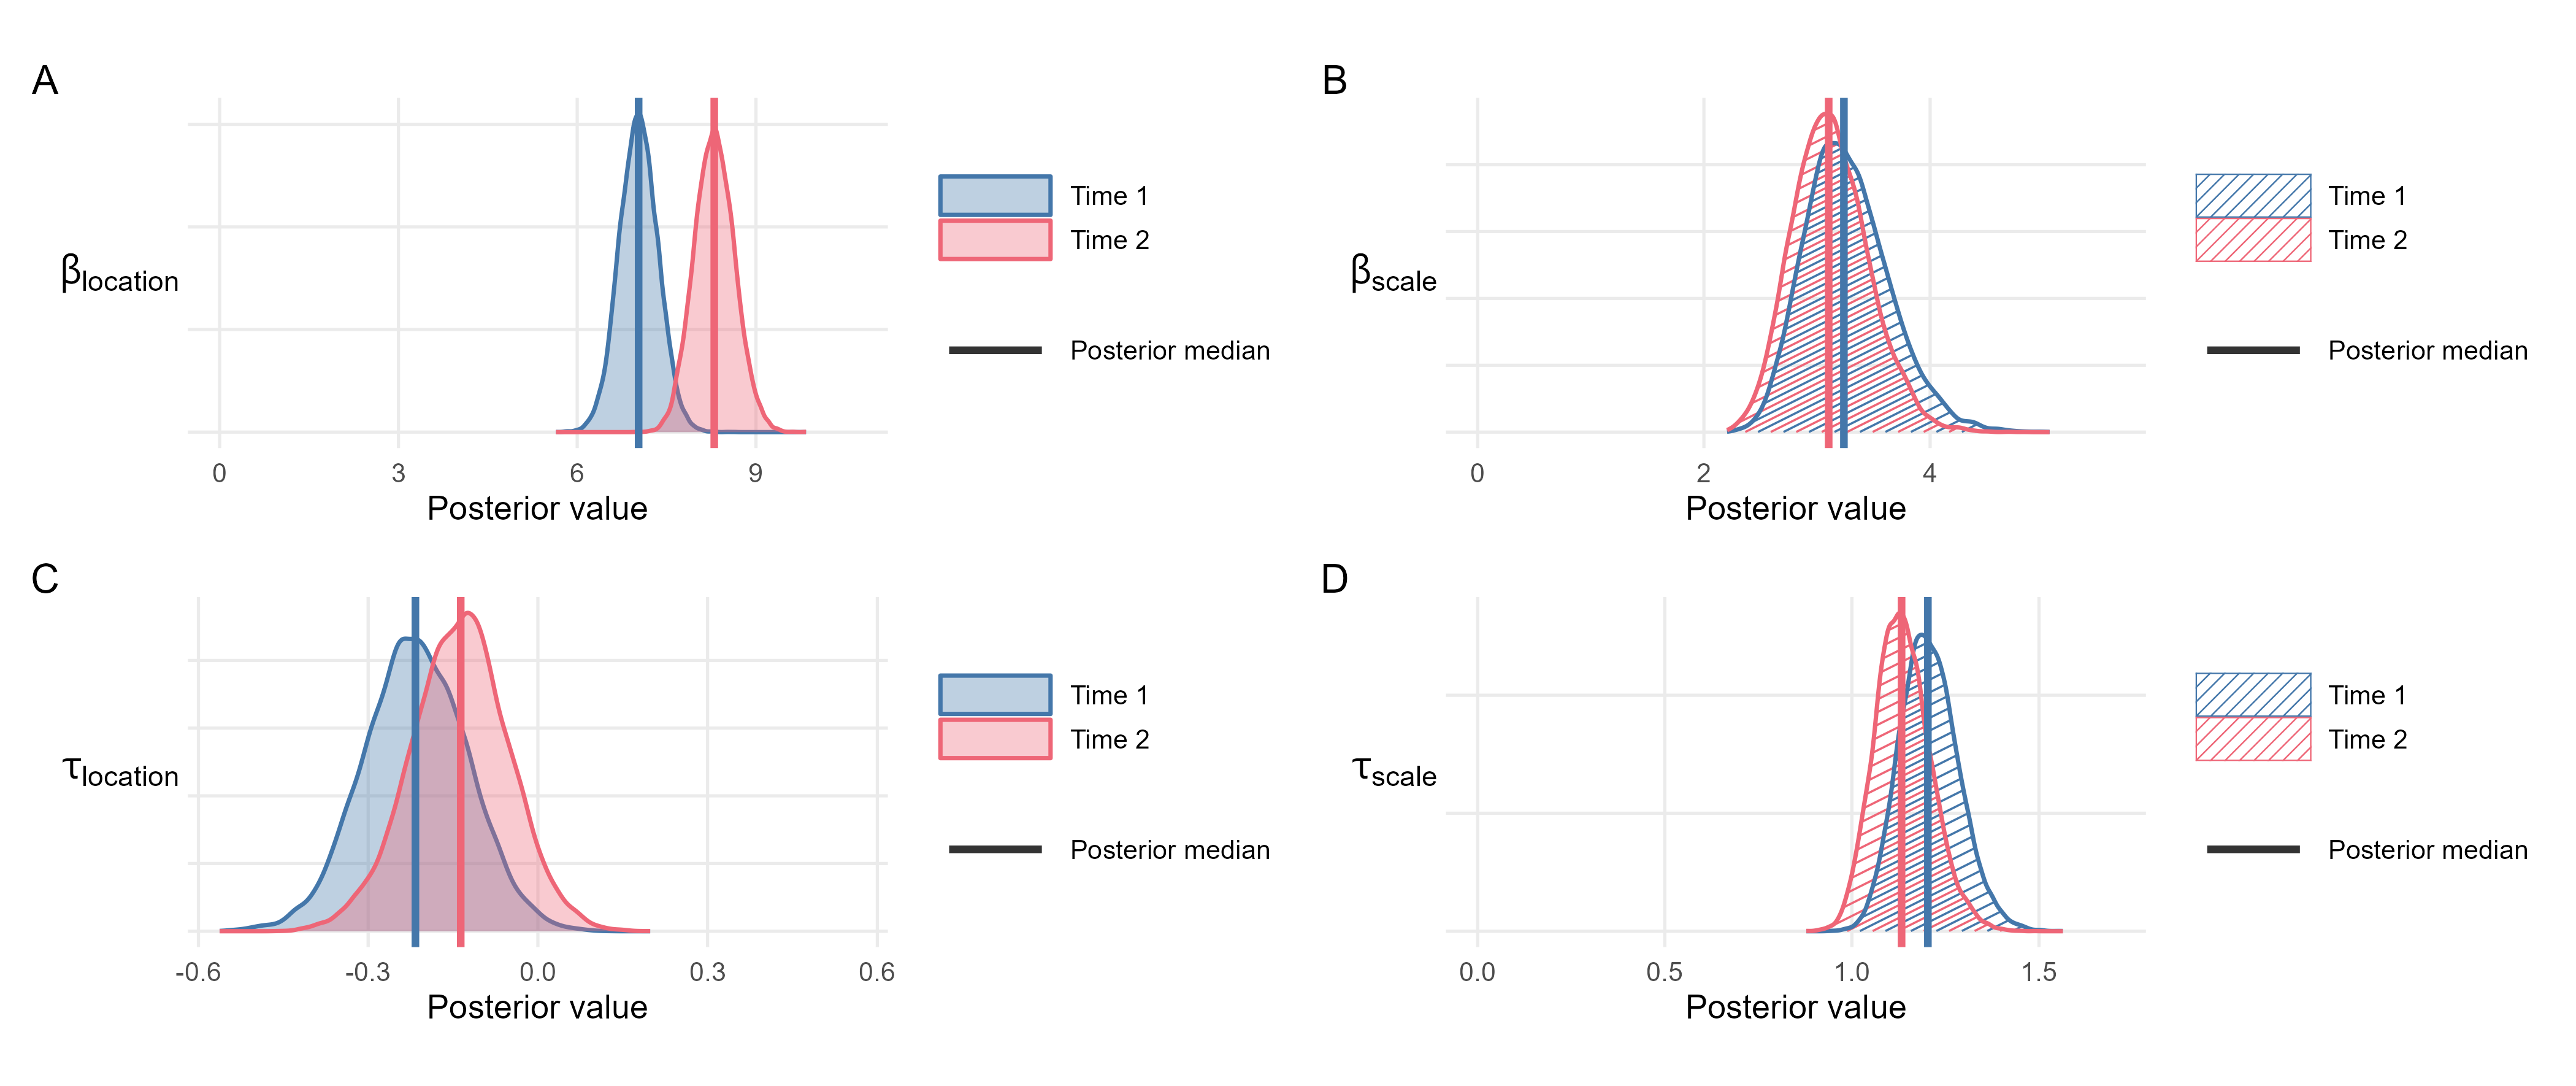 A
βlocation
0 3 6 9
Posterior value
Time 1
Time 2
Posterior median
B
βscale
0 2 4
Posterior value
Time 1
Time 2
Posterior median
C
τlocation
-0.6 -0.3 0.0 0.3 0.6
Posterior value
Time 1
Time 2
Posterior median
D
τscale
0.0 0.5 1.0 1.5
Posterior value
Time 1
Time 2
Posterior median